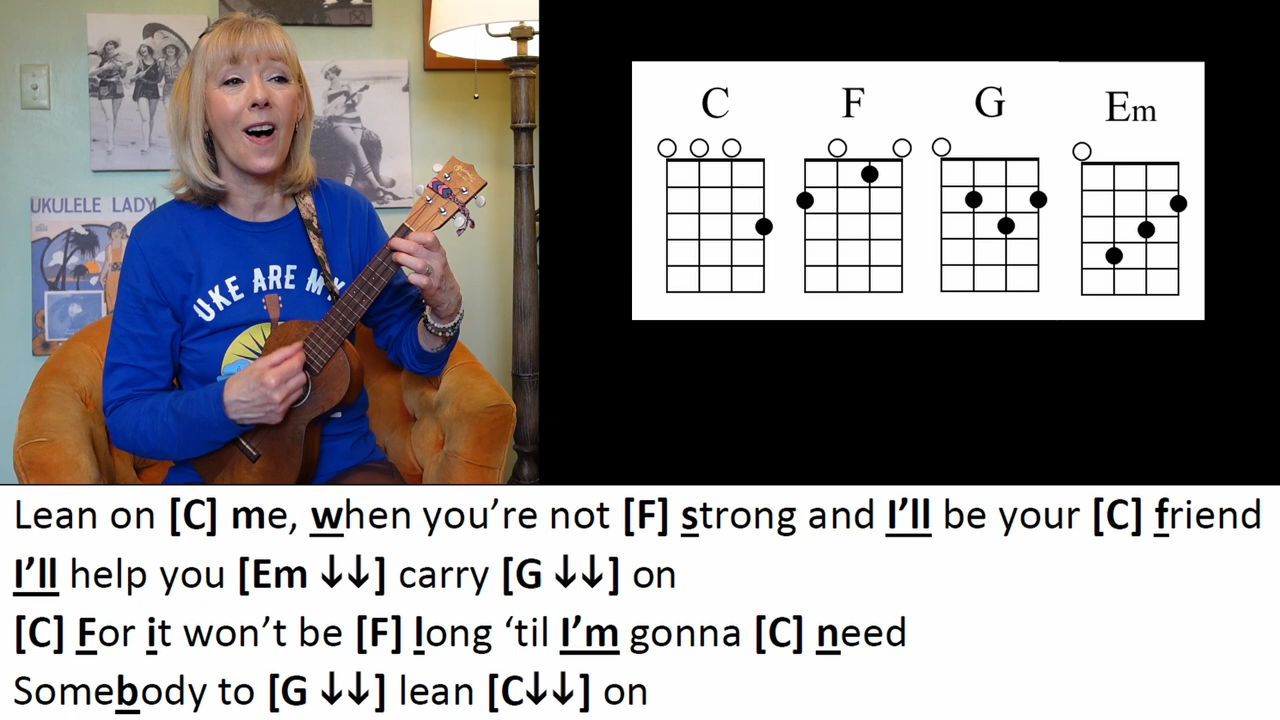 UKULELE LADY
UKE ARE MY
C F G Em
Lean on [C] me, when you’re not [F] strong and I’ll be your [C] friend
I’ll help you [Em ↓↓] carry [G ↓↓] on
[C] For it won’t be [F] long ‘til I’m gonna [C] need
Somebody to [G ↓↓] lean [C↓↓] on